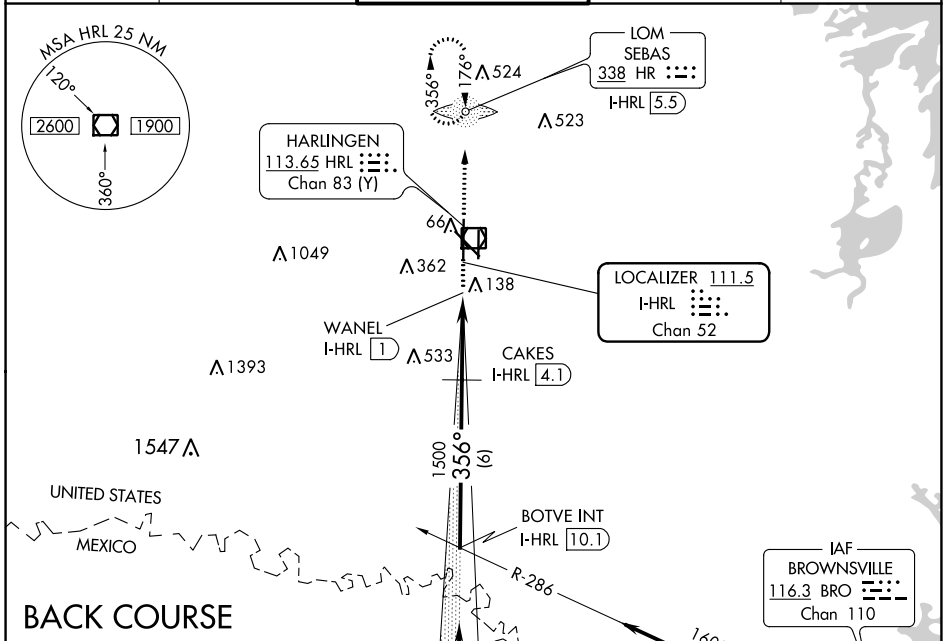 MSA HRL 25 NM
120°
2600
1900
360°
LOM
SEBAS
338 HR
I-HRL 5.5
356°
176°
524
523
HARLINGEN
113.65 HRL
Chan 83 (Y)
66
1049
362
138
LOCALIZER 111.5
I-HRL
Chan 52
WANEL
I-HRL 1
533
CAKES
I-HRL 4.1
1393
1547
1500
356°
(6)
UNITED STATES
MEXICO
BOTVE INT
I-HRL 10.1
R-286
IAF
BROWNSVILLE
116.3 BRO
Chan 110
BACK COURSE